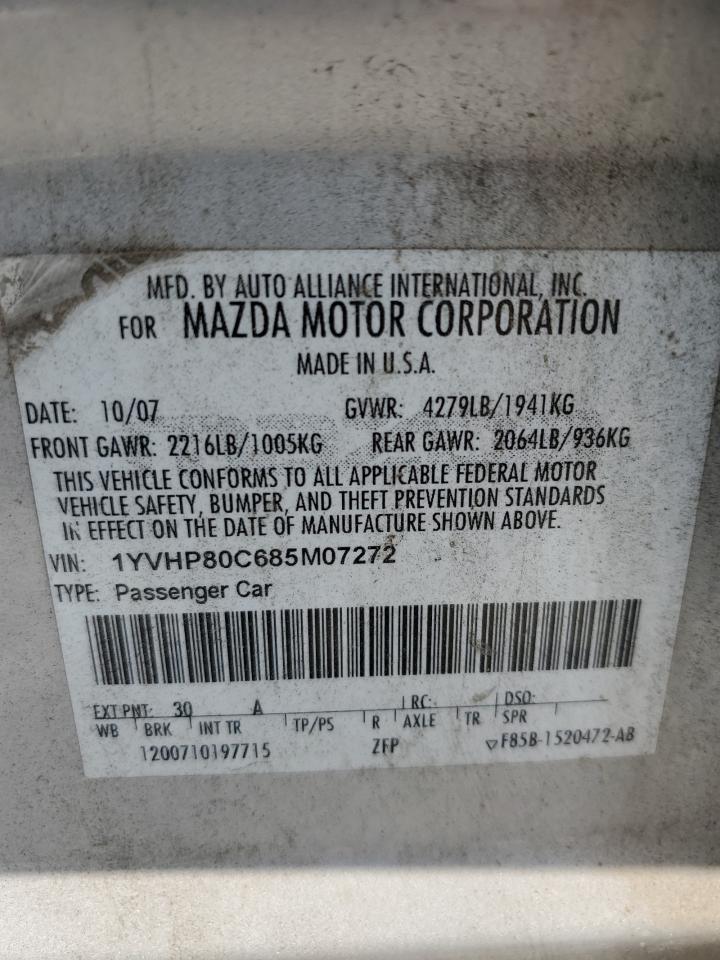 MFD. BY AUTO ALLIANCE INTERNATIONAL, INC.
FOR MAZDA MOTOR CORPORATION
MADE IN U.S.A.
DATE: 10/07 GVWR: 4279LB/1941KG
FRONT GAWR: 2216LB/1005KG REAR GAWR: 2064LB/936KG
THIS VEHICLE CONFORMS TO ALL APPLICABLE FEDERAL MOTOR
VEHICLE SAFETY, BUMPER, AND THEFT PREVENTION STANDARDS
IN EFFECT ON THE DATE OF MANUFACTURE SHOWN ABOVE.
VIN: 1YVHP80C685M07272
TYPE: Passenger Car
EXT PNT: 30 A RC: DSO:
WB BRK INT TR TP/PS R AXLE TR SPR
1200710197715 ZFP ▽F85B-1520472-AB